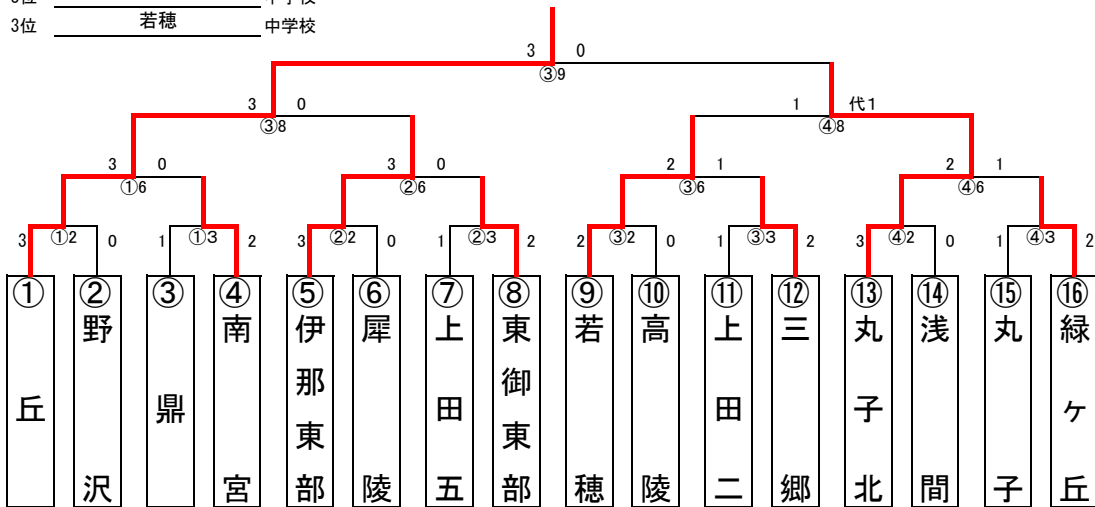 3位 若穂 中学校
3 0
③9
3 0 1 代1
③8 ④8
3 0 3 0 2 1 2 1
①6 ②6 ③6 ④6
3 ①2 0 1 ①3 2 3 ②2 0 1 ②3 2 2 ③2 0 1 ③3 2 3 ④2 0 1 ④3 2
① 丘
② 野沢
③ 鼎
④ 南宮
⑤ 伊那東部
⑥ 犀陵
⑦ 上田五
⑧ 東御東部
⑨ 若穂
⑩ 高陵
⑪ 上田二
⑫ 三郷
⑬ 丸子北
⑭ 浅間
⑮ 丸子
⑯ 緑ヶ丘